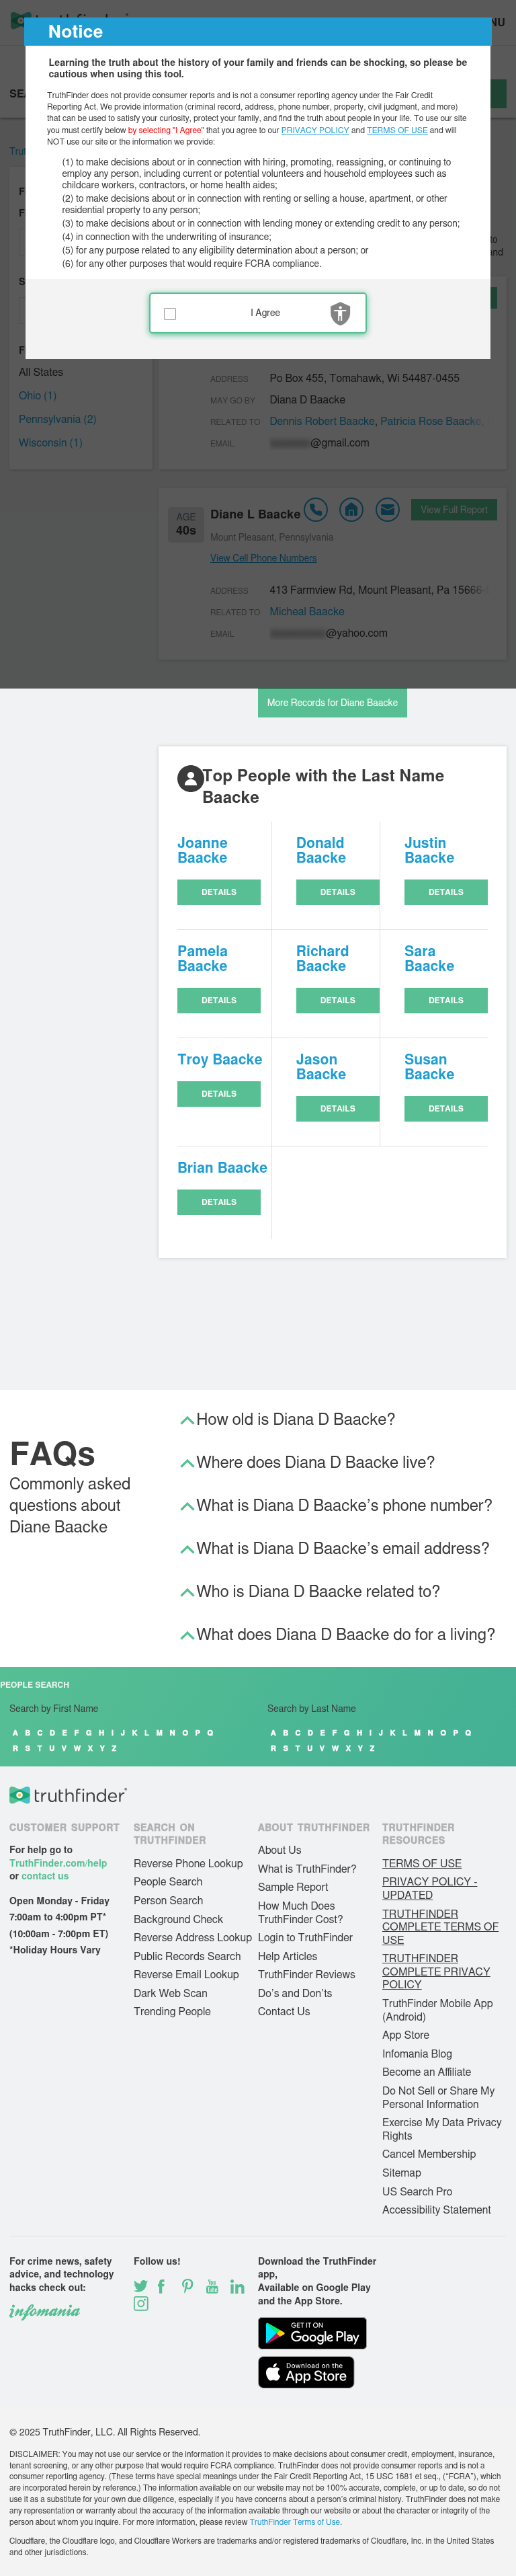 truthfinder
NU
Notice
Learning the truth about the history of your family and friends can be shocking, so please be
cautious when using this tool.
TruthFinder does not provide consumer reports and is not a consumer reporting agency under the Fair Credit
Reporting Act. We provide information (criminal record, address, phone number, property, civil judgment, and more)
that can be used to satisfy your curiosity, protect your family, and find the truth about people in your life. To use our site
you must certify below by selecting "I Agree" that you agree to our PRIVACY POLICY and TERMS OF USE and will
NOT use our site or the information we provide:
(1) to make decisions about or in connection with hiring, promoting, reassigning, or continuing to
employ any person, including current or potential volunteers and household employees such as
childcare workers, contractors, or home health aides;
(2) to make decisions about or in connection with renting or selling a house, apartment, or other
residential property to any person;
(3) to make decisions about or in connection with lending money or extending credit to any person;
(4) in connection with the underwriting of insurance;
(5) for any purpose related to any eligibility determination about a person; or
(6) for any other purposes that would require FCRA compliance.
I Agree
All States
Ohio (1)
Pennsylvania (2)
Wisconsin (1)
ADDRESS Po Box 455, Tomahawk, Wi 54487-0455
MAY GO BY Diana D Baacke
RELATED TO Dennis Robert Baacke, Patricia Rose Baacke,
EMAIL @gmail.com
AGE
40s
Diane L Baacke
View Full Report
Mount Pleasant, Pennsylvania
View Cell Phone Numbers
ADDRESS 413 Farmview Rd, Mount Pleasant, Pa 15666-
RELATED TO Micheal Baacke
EMAIL @yahoo.com
More Records for Diane Baacke
Top People with the Last Name
Baacke
Joanne
Baacke
DETAILS
Donald
Baacke
DETAILS
Justin
Baacke
DETAILS
Pamela
Baacke
DETAILS
Richard
Baacke
DETAILS
Sara
Baacke
DETAILS
Troy Baacke
DETAILS
Jason
Baacke
DETAILS
Susan
Baacke
DETAILS
Brian Baacke
DETAILS
FAQs
Commonly asked
questions about
Diane Baacke
How old is Diana D Baacke?
Where does Diana D Baacke live?
What is Diana D Baacke's phone number?
What is Diana D Baacke's email address?
Who is Diana D Baacke related to?
What does Diana D Baacke do for a living?
PEOPLE SEARCH
Search by First Name
A B C D E F G H I J K L M N O P Q
R S T U V W X Y Z
Search by Last Name
A B C D E F G H I J K L M N O P Q
R S T U V W X Y Z
truthfinder
CUSTOMER SUPPORT
For help go to
TruthFinder.com/help
or contact us
Open Monday - Friday
7:00am to 4:00pm PT*
(10:00am - 7:00pm ET)
*Holiday Hours Vary
SEARCH ON
TRUTHFINDER
Reverse Phone Lookup
People Search
Person Search
Background Check
Reverse Address Lookup
Public Records Search
Reverse Email Lookup
Dark Web Scan
Trending People
ABOUT TRUTHFINDER
About Us
What is TruthFinder?
Sample Report
How Much Does
TruthFinder Cost?
Login to TruthFinder
Help Articles
TruthFinder Reviews
Do's and Don'ts
Contact Us
TRUTHFINDER
RESOURCES
TERMS OF USE
PRIVACY POLICY -
UPDATED
TRUTHFINDER
COMPLETE TERMS OF
USE
TRUTHFINDER
COMPLETE PRIVACY
POLICY
TruthFinder Mobile App
(Android)
App Store
Infomania Blog
Become an Affiliate
Do Not Sell or Share My
Personal Information
Exercise My Data Privacy
Rights
Cancel Membership
Sitemap
US Search Pro
Accessibility Statement
For crime news, safety
advice, and technology
hacks check out:
infomania
Follow us!
Download the TruthFinder
app,
Available on Google Play
and the App Store.
GET IT ON
Google Play
Download on the
App Store
© 2025 TruthFinder, LLC. All Rights Reserved.
DISCLAIMER: You may not use our service or the information it provides to make decisions about consumer credit, employment, insurance,
tenant screening, or any other purpose that would require FCRA compliance. TruthFinder does not provide consumer reports and is not a
consumer reporting agency. (These terms have special meanings under the Fair Credit Reporting Act, 15 USC 1681 et seq., ("FCRA"), which
are incorporated herein by reference.) The information available on our website may not be 100% accurate, complete, or up to date, so do not
use it as a substitute for your own due diligence, especially if you have concerns about a person's criminal history. TruthFinder does not make
any representation or warranty about the accuracy of the information available through our website or about the character or integrity of the
person about whom you inquire. For more information, please review TruthFinder Terms of Use.
Cloudflare, the Cloudflare logo, and Cloudflare Workers are trademarks and/or registered trademarks of Cloudflare, Inc. in the United States
and other jurisdictions.